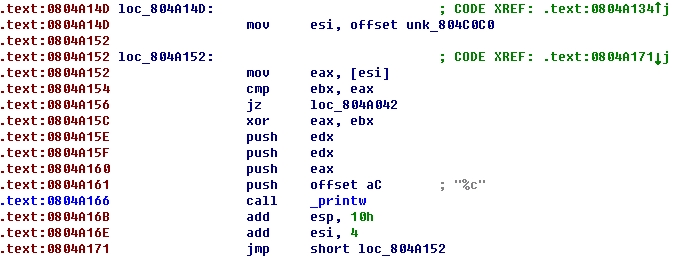 .text:0804A14D loc_804A14D: ; CODE XREF: .text:0804A134↑j
.text:0804A14D mov esi, offset unk_804C0C0
.text:0804A152
.text:0804A152 loc_804A152: ; CODE XREF: .text:0804A171↓j
.text:0804A152 mov eax, [esi]
.text:0804A154 cmp ebx, eax
.text:0804A156 jz loc_804A042
.text:0804A15C xor eax, ebx
.text:0804A15E push edx
.text:0804A15F push edx
.text:0804A160 push eax
.text:0804A161 push offset aC ; "%c"
.text:0804A166 call _printw
.text:0804A16B add esp, 10h
.text:0804A16E add esi, 4
.text:0804A171 jmp short loc_804A152